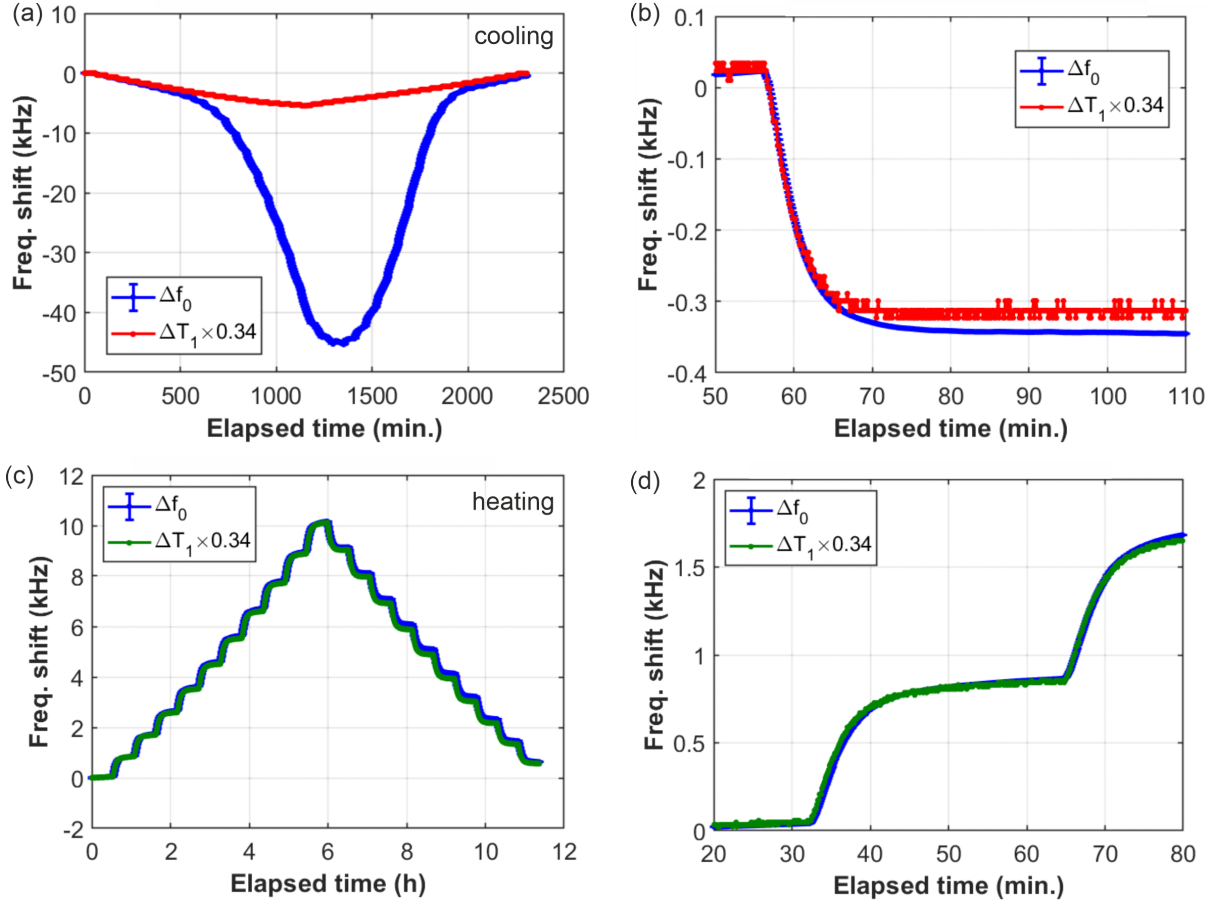 (a)
cooling
10
0
-10
-20
-30
-40
-50
0 500 1000 1500 2000 2500
Freq. shift (kHz)
Elapsed time (min.)
Δf0
ΔT1×0.34
(b)
0.1
0
-0.1
-0.2
-0.3
-0.4
50 60 70 80 90 100 110
Freq. shift (kHz)
Elapsed time (min.)
Δf0
ΔT1×0.34
(c)
heating
12
10
8
6
4
2
0
-2
0 2 4 6 8 10 12
Freq. shift (kHz)
Elapsed time (h)
Δf0
ΔT1×0.34
(d)
2
1.5
1
0.5
0
20 30 40 50 60 70 80
Freq. shift (kHz)
Elapsed time (min.)
Δf0
ΔT1×0.34